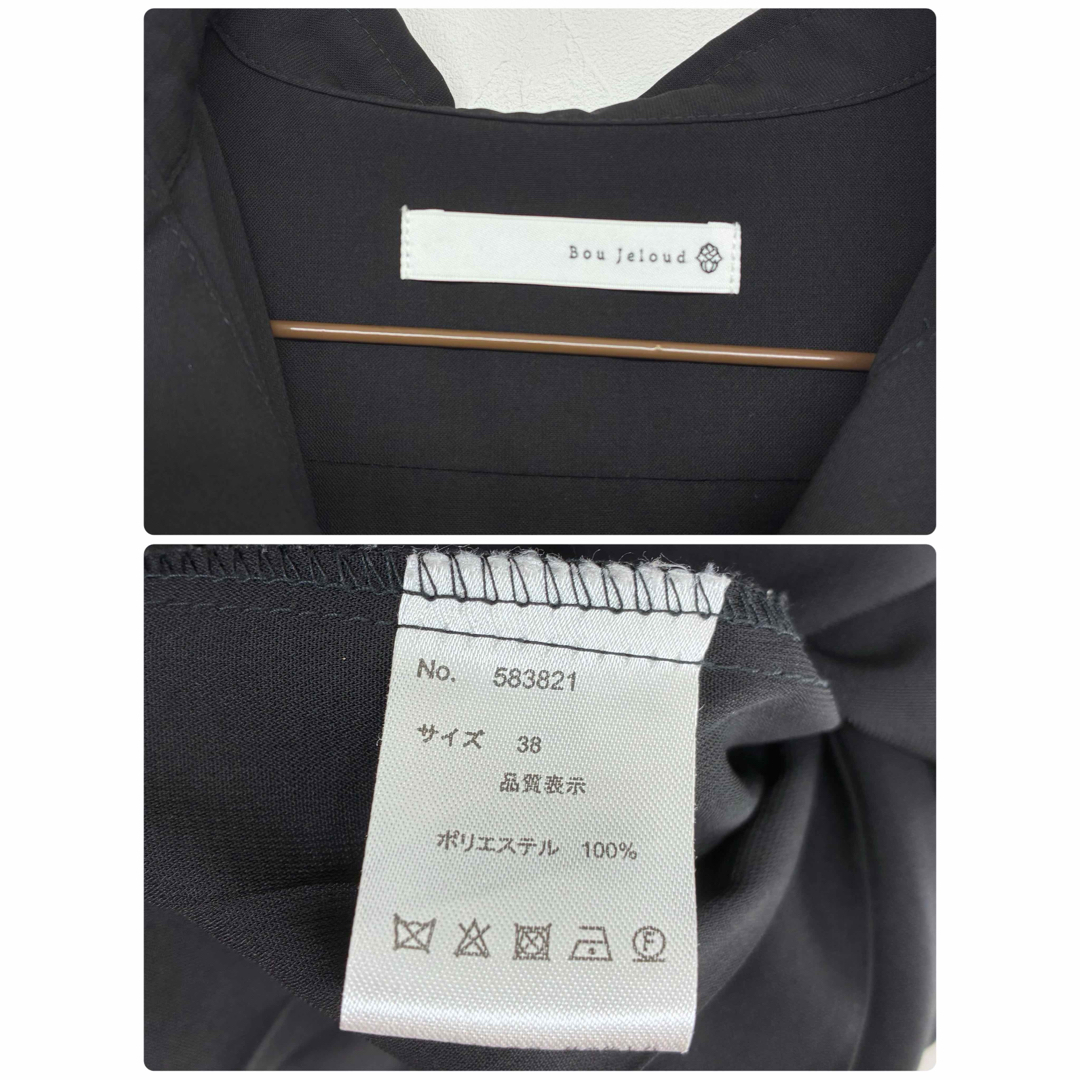 Bou Jeloud
No. 583821
サイズ 38
品質表示
ポリエステル 100%
F